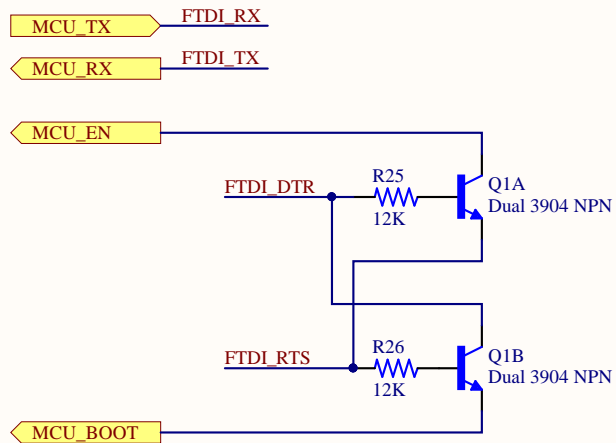 MCU_TX
FTDI_RX
MCU_RX
FTDI_TX
MCU_EN
R25
12K
Q1A
Dual 3904 NPN
FTDI_DTR
FTDI_RTS
R26
12K
Q1B
Dual 3904 NPN
MCU_BOOT